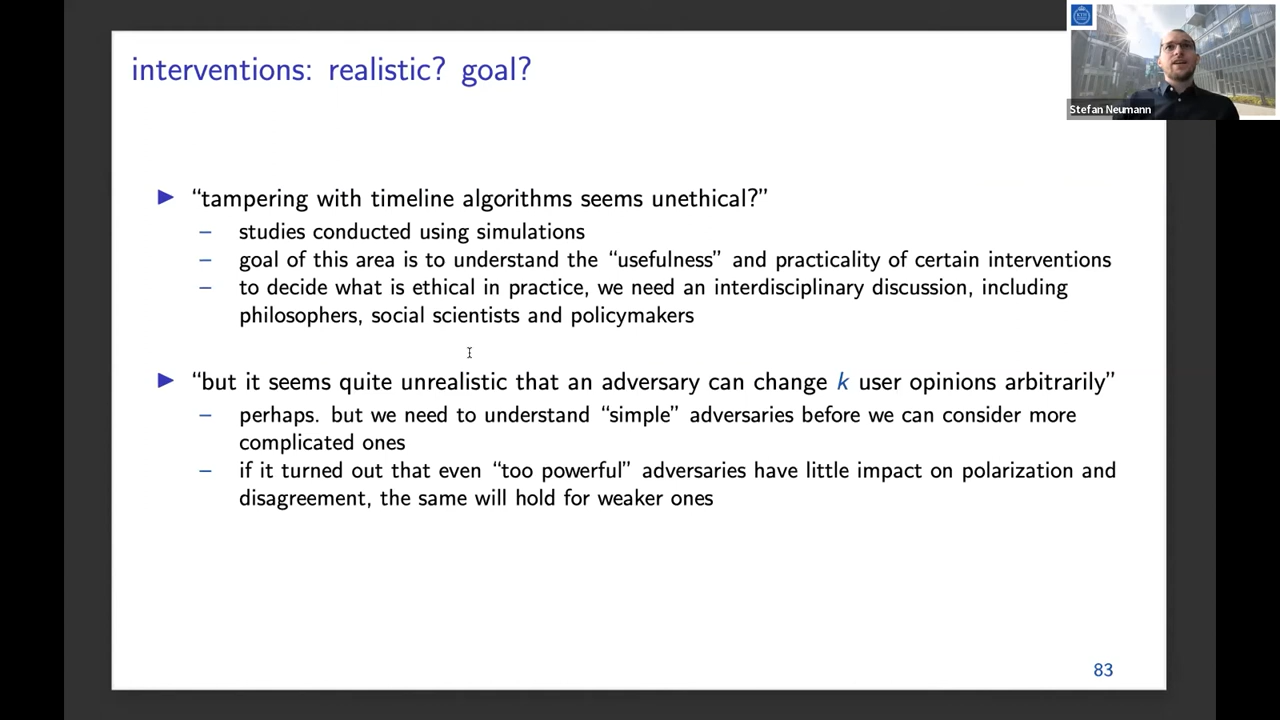 interventions: realistic? goal?
Stefan Neumann
▶ “tampering with timeline algorithms seems unethical?”
– studies conducted using simulations
– goal of this area is to understand the “usefulness” and practicality of certain interventions
– to decide what is ethical in practice, we need an interdisciplinary discussion, including
philosophers, social scientists and policymakers
▶ “but it seems quite unrealistic that an adversary can change k user opinions arbitrarily”
– perhaps. but we need to understand “simple” adversaries before we can consider more
complicated ones
– if it turned out that even “too powerful” adversaries have little impact on polarization and
disagreement, the same will hold for weaker ones
83